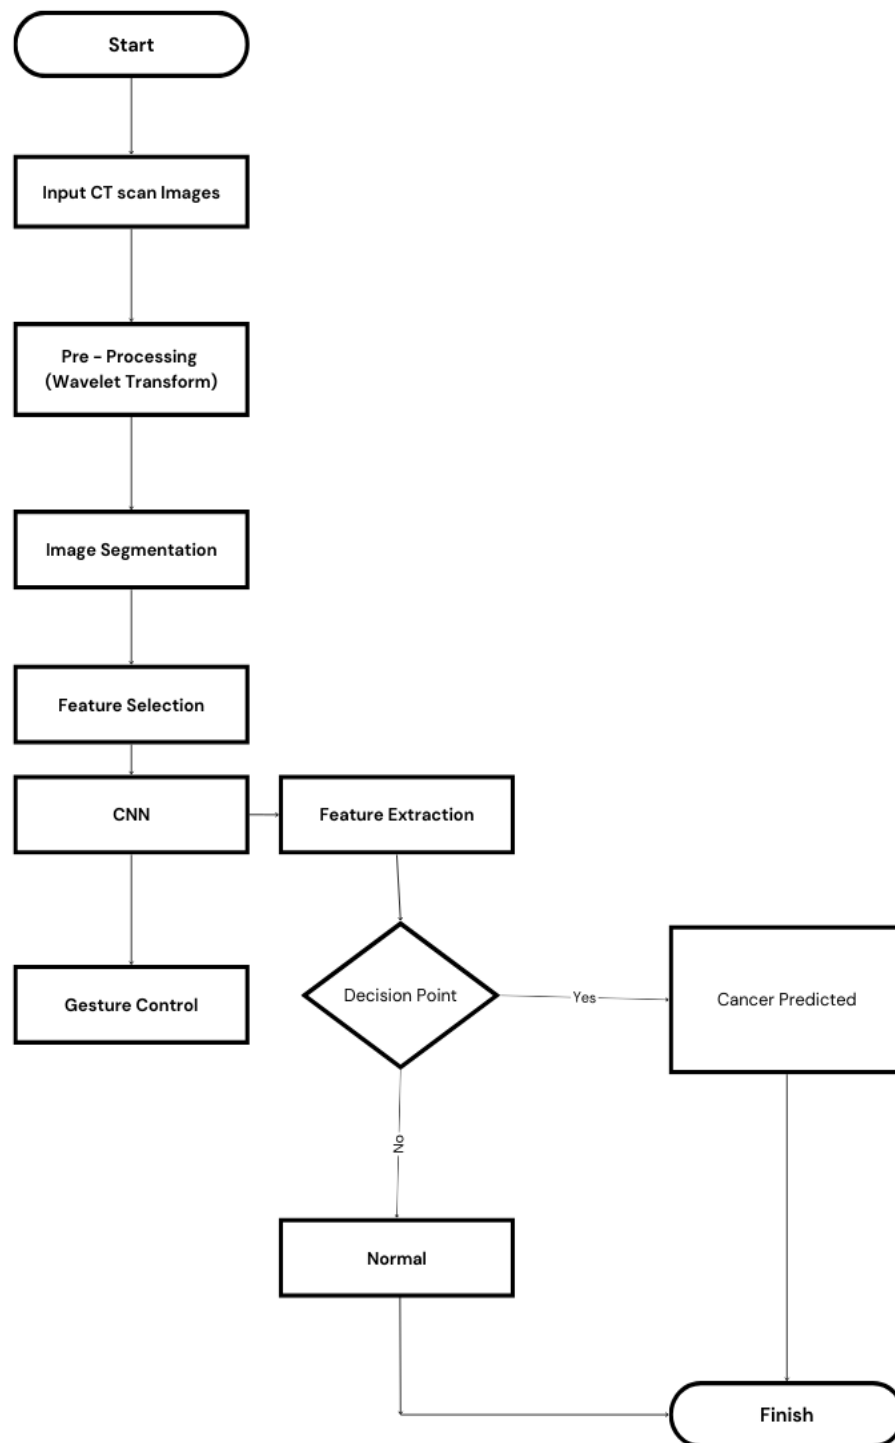 Start
Input CT scan Images
Pre - Processing
(Wavelet Transform)
Image Segmentation
Feature Selection
CNN
Feature Extraction
Gesture Control
Decision Point
Yes
Cancer Predicted
No
Normal
Finish